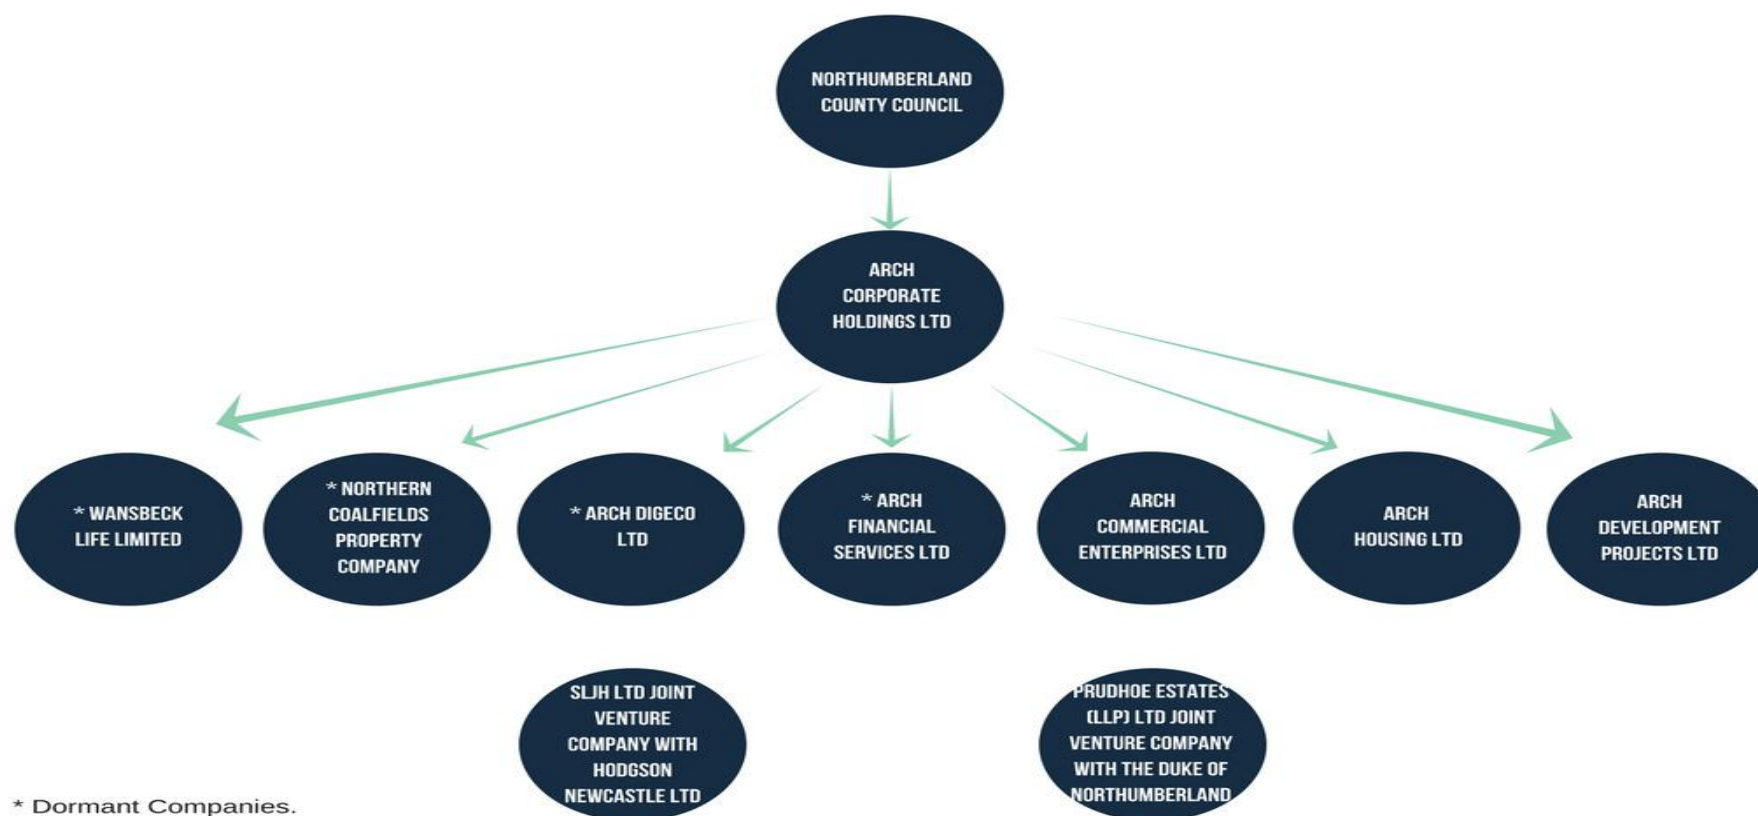 NORTHUMBERLAND
COUNTY COUNCIL
ARCH
CORPORATE
HOLDINGS LTD
* WANSBECK
LIFE LIMITED
* NORTHERN
COALFIELDS
PROPERTY
COMPANY
* ARCH DIGECO
LTD
* ARCH
FINANCIAL
SERVICES LTD
ARCH
COMMERCIAL
ENTERPRISES LTD
ARCH
HOUSING LTD
ARCH
DEVELOPMENT
PROJECTS LTD
SLJH LTD JOINT
VENTURE
COMPANY WITH
HODGSON
NEWCASTLE LTD
PRUDHOE ESTATES
(LLP) LTD JOINT
VENTURE COMPANY
WITH THE DUKE OF
NORTHUMBERLAND
* Dormant Companies.